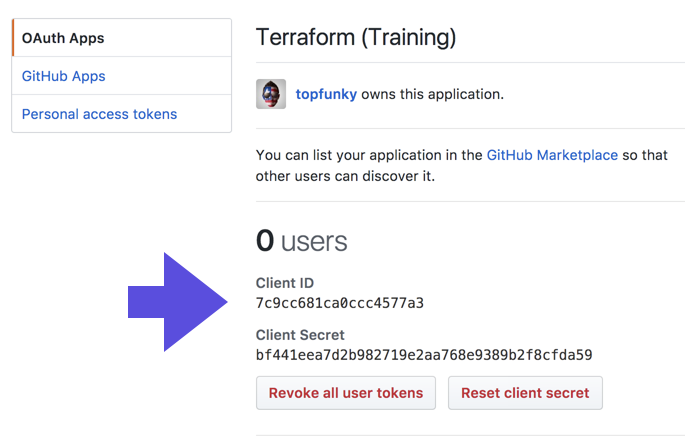 OAuth Apps
GitHub Apps
Personal access tokens
Terraform (Training)
topfunky owns this application.
You can list your application in the GitHub Marketplace so that
other users can discover it.
0 users
Client ID
7c9cc681ca0ccc4577a3
Client Secret
bf441eea7d2b982719e2aa768e9389b2f8cfda59
Revoke all user tokens
Reset client secret